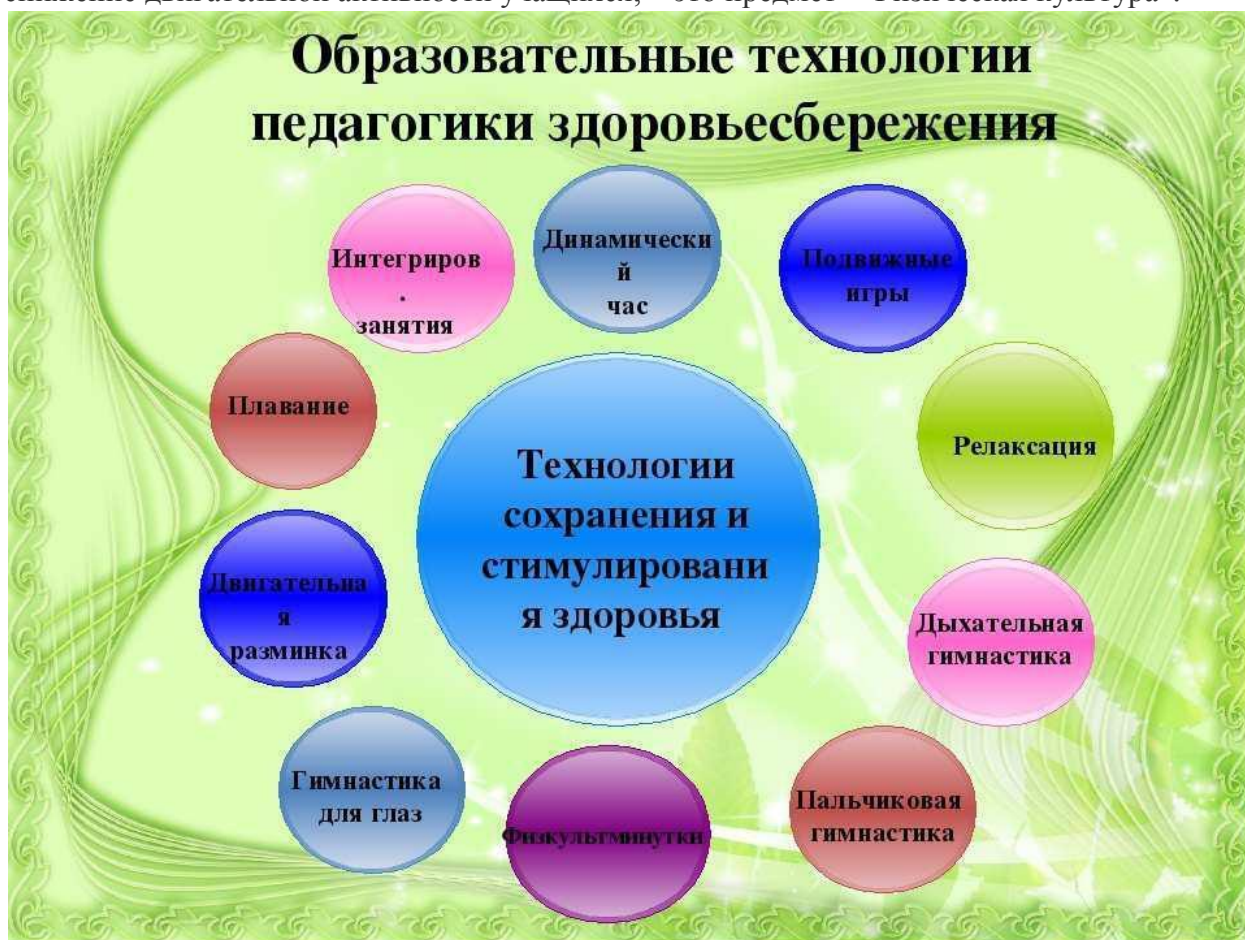 Образовательные технологии
педагогики здоровьесбережения
Интегриров
.
занятия
Динамически
й
час
Подвижные
игры
Плавание
Релаксация
Технологии
сохранения и
стимулировани
я здоровья
Двигательна
я
разминка
Дыхательная
гимнастика
Гимнастика
для глаз
Физкультминутки
Пальчиковая
гимнастика